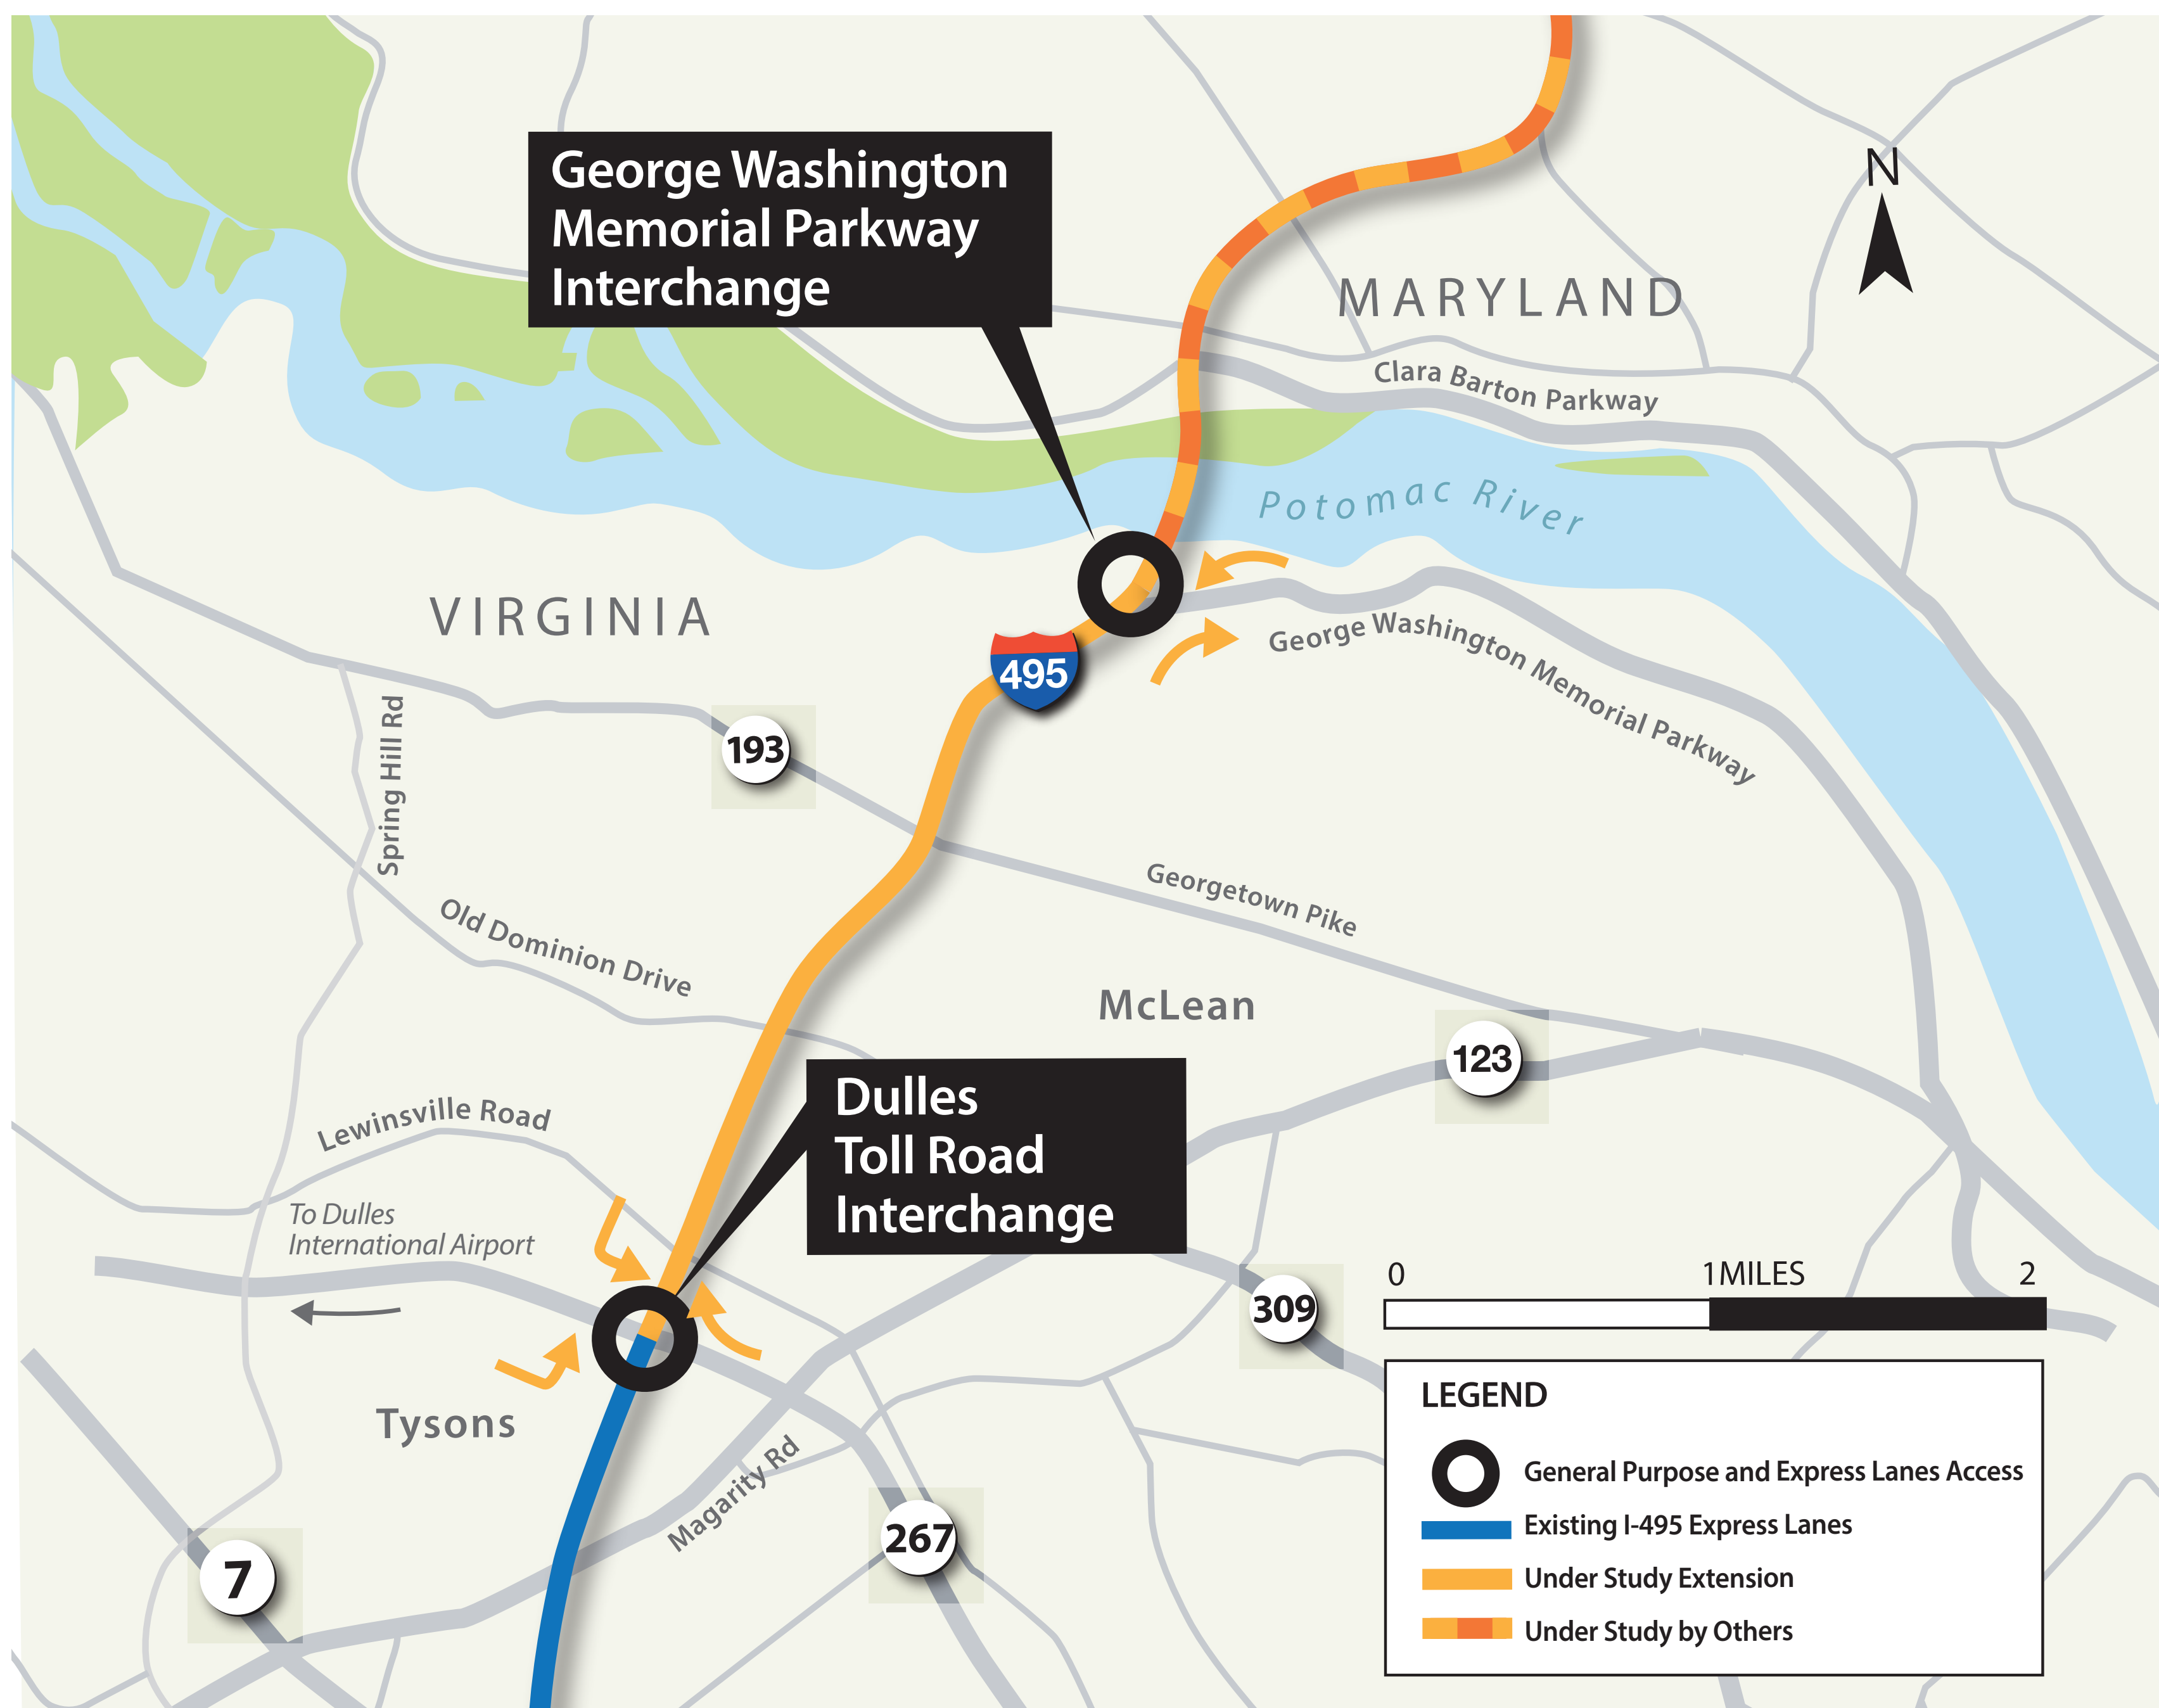 George Washington
Memorial Parkway
Interchange
N
MARYLAND
Clara Barton Parkway
Potomac River
VIRGINIA
George Washington Memorial Parkway
495
193
Spring Hill Rd
Georgetown Pike
Old Dominion Drive
McLean
123
Dulles
Toll Road
Interchange
Lewinsville Road
To Dulles
International Airport
309
Tysons
Magarity Rd
267
7
0 1MILES 2
LEGEND
General Purpose and Express Lanes Access
Existing I-495 Express Lanes
Under Study Extension
Under Study by Others